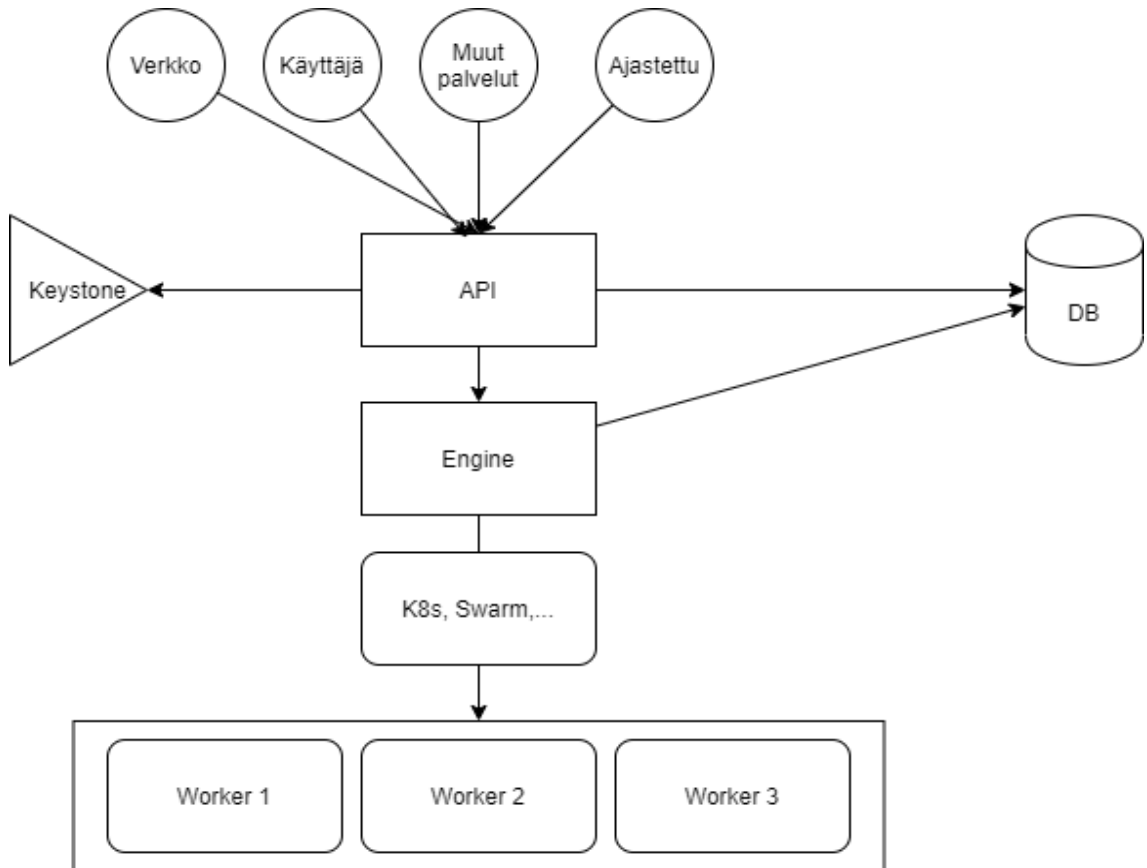 Verkko
Käyttäjä
Muut
palvelut
Ajastettu
Keystone
API
DB
Engine
K8s, Swarm,...
Worker 1
Worker 2
Worker 3